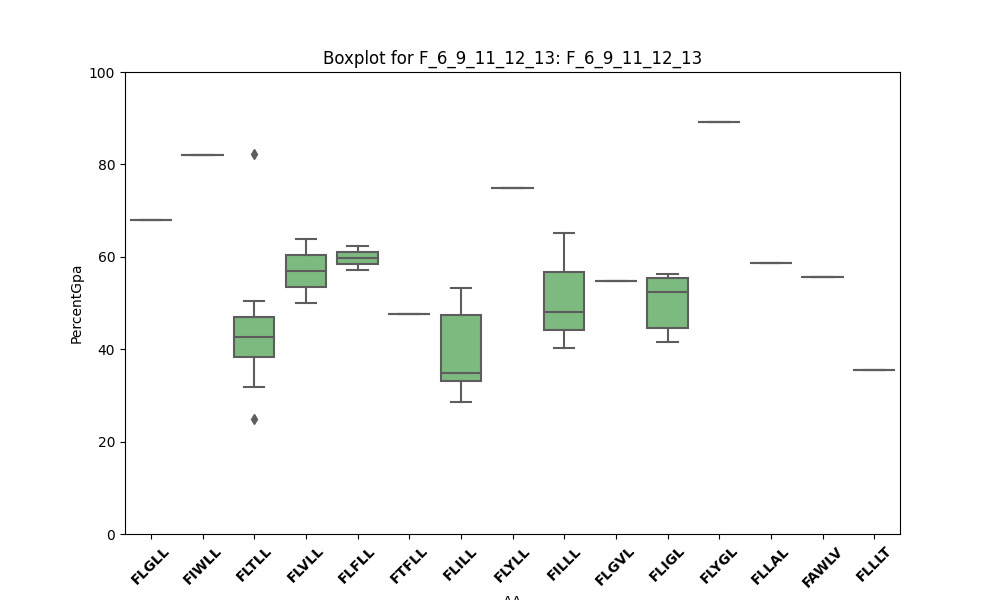 Boxplot for F_6_9_11_12_13: F_6_9_11_12_13
100
80
60
40
20
0
PercentGpa
FLGLL
FIWLL
FLTLL
FLVLL
FLFLL
FTFLL
FLILL
FLYLL
FILLL
FLGVL
FLIGL
FLYGL
FLLAL
FAWLV
FLLLT
AA